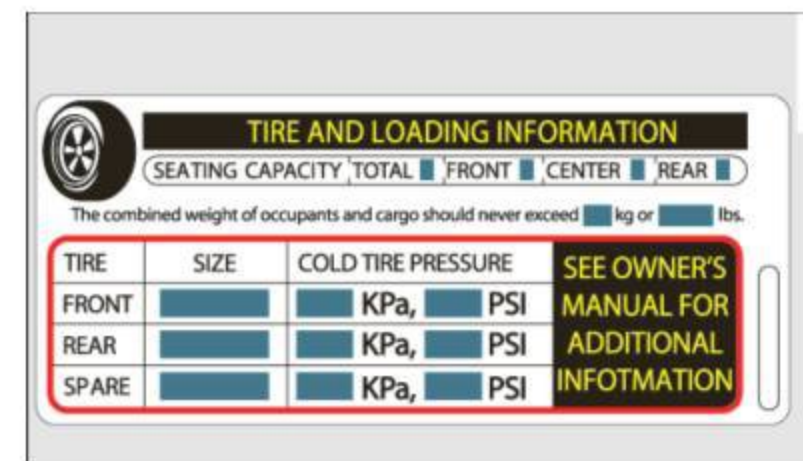 TIRE AND LOADING INFORMATION
SEATING CAPACITY TOTAL FRONT CENTER REAR
The combined weight of occupants and cargo should never exceed kg or lbs.
TIRE SIZE COLD TIRE PRESSURE
FRONT KPa, PSI
REAR KPa, PSI
SPARE KPa, PSI
SEE OWNER'S
MANUAL FOR
ADDITIONAL
INFOTMATION